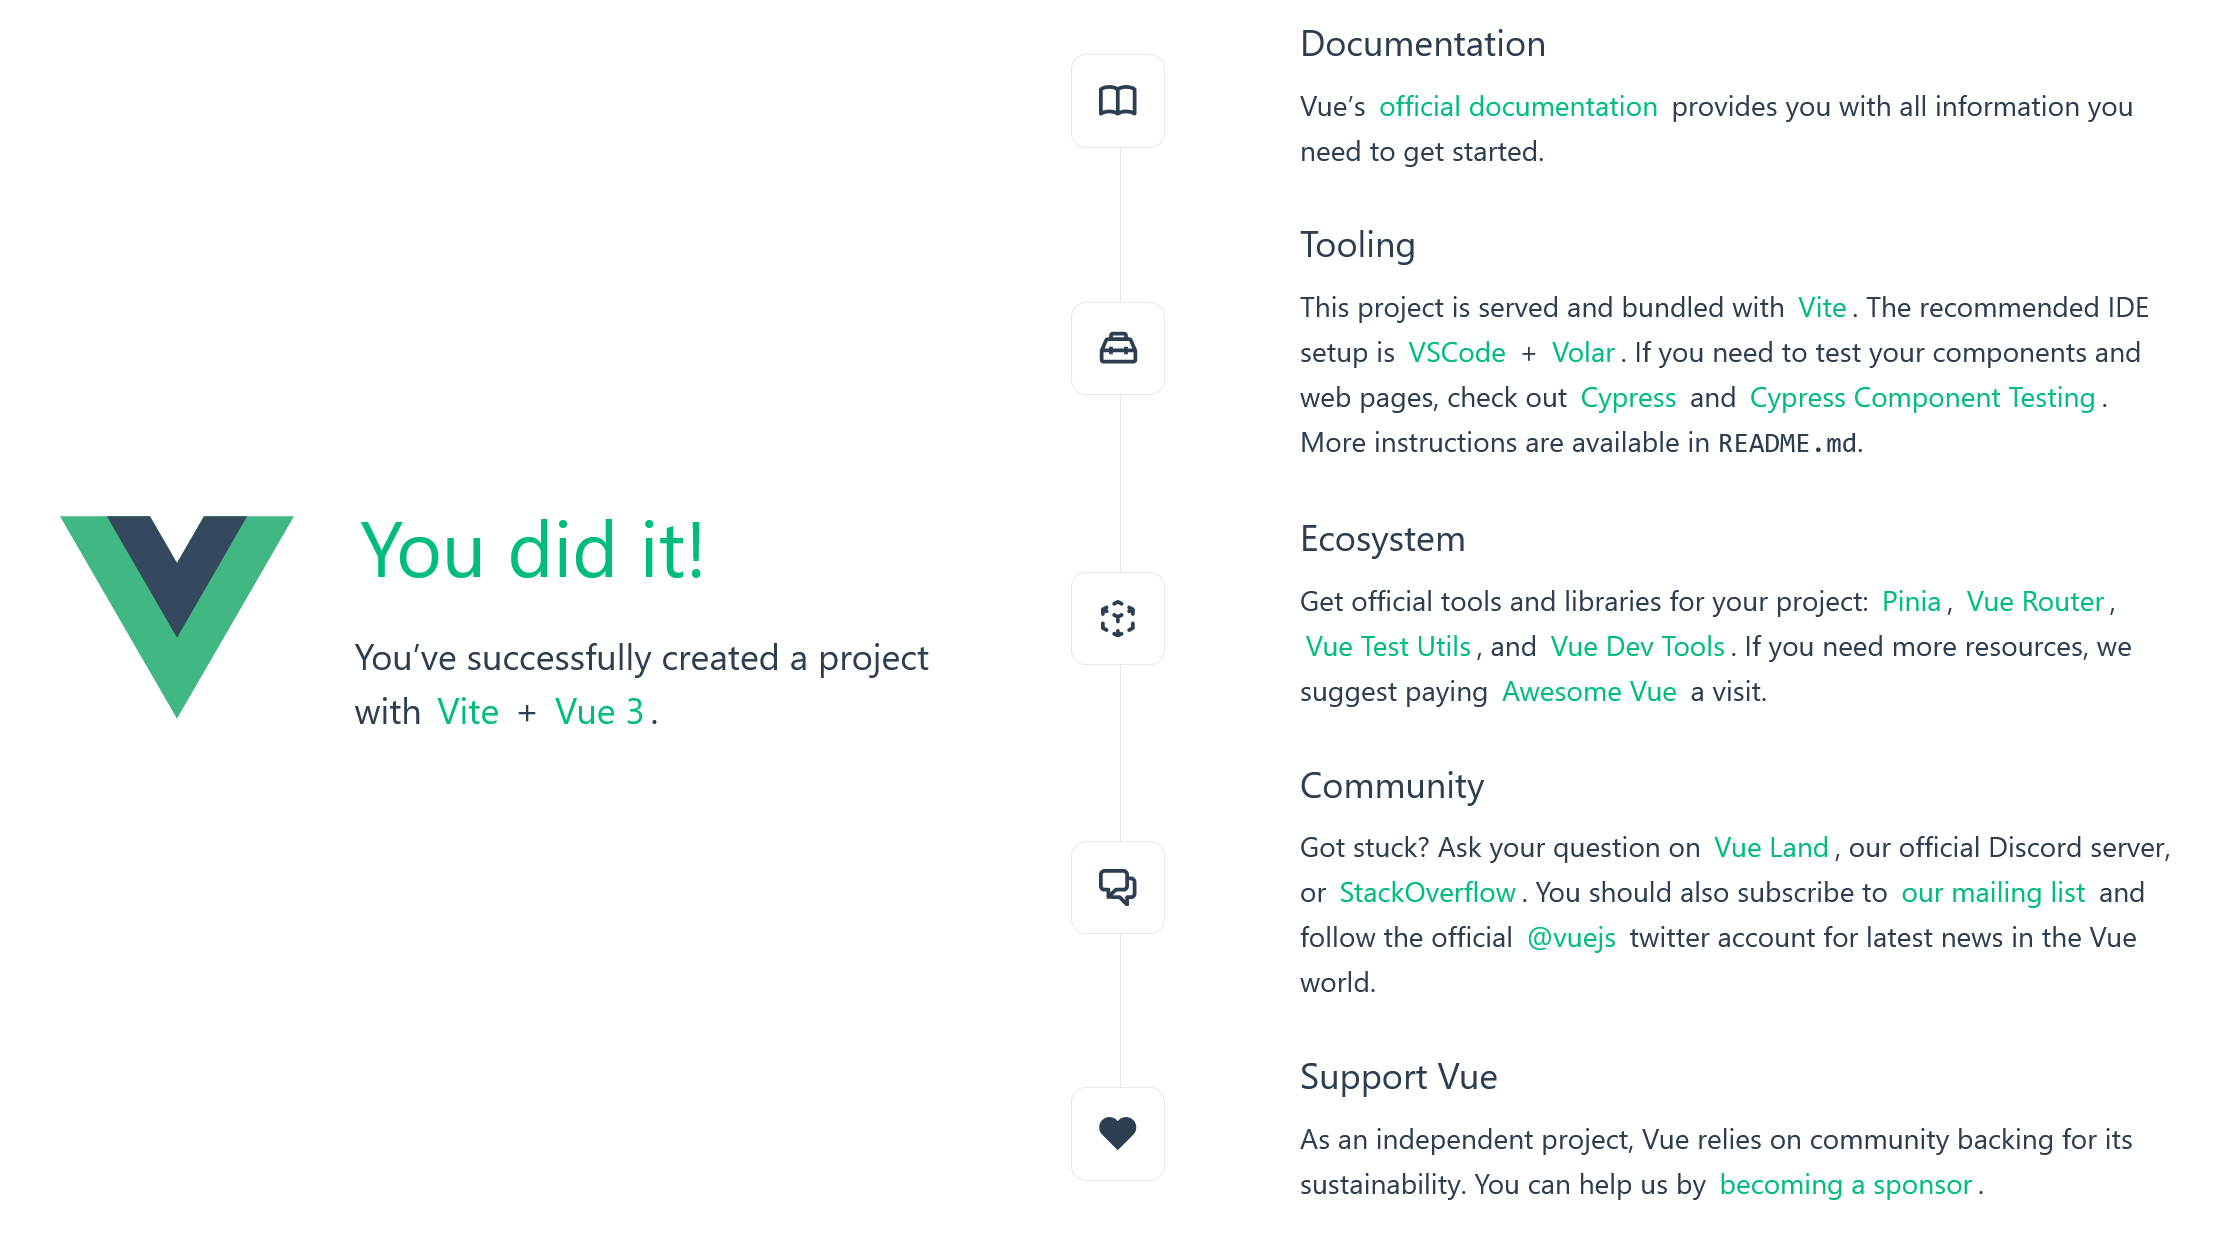 You did it!
You’ve successfully created a project
with Vite + Vue 3.
Documentation
Vue’s official documentation provides you with all information you
need to get started.
Tooling
This project is served and bundled with Vite. The recommended IDE
setup is VSCode + Volar. If you need to test your components and
web pages, check out Cypress and Cypress Component Testing.
More instructions are available in README.md.
Ecosystem
Get official tools and libraries for your project: Pinia, Vue Router,
Vue Test Utils, and Vue Dev Tools. If you need more resources, we
suggest paying Awesome Vue a visit.
Community
Got stuck? Ask your question on Vue Land, our official Discord server,
or StackOverflow. You should also subscribe to our mailing list and
follow the official @vuejs twitter account for latest news in the Vue
world.
Support Vue
As an independent project, Vue relies on community backing for its
sustainability. You can help us by becoming a sponsor.